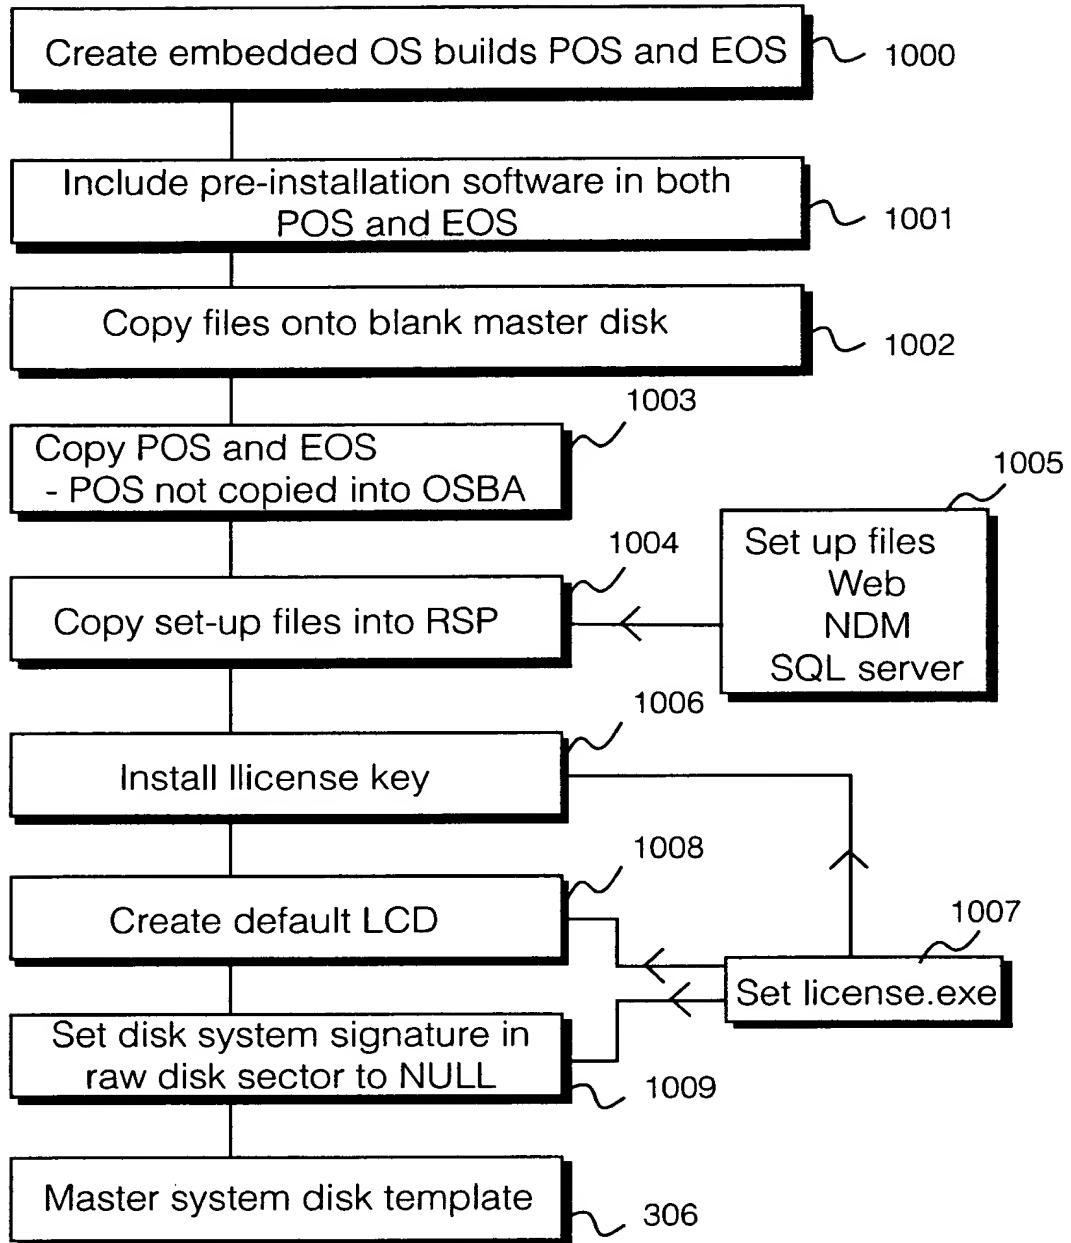 Create embedded OS builds POS and EOS
1000
Include pre-installation software in both
POS and EOS
1001
Copy files onto blank master disk
1002
1003
Copy POS and EOS
- POS not copied into OSBA
1005
1004
Set up files
Web
NDM
SQL server
Copy set-up files into RSP
1006
Install llicense key
1008
Create default LCD
1007
Set license.exe
Set disk system signature in
raw disk sector to NULL
1009
Master system disk template
306